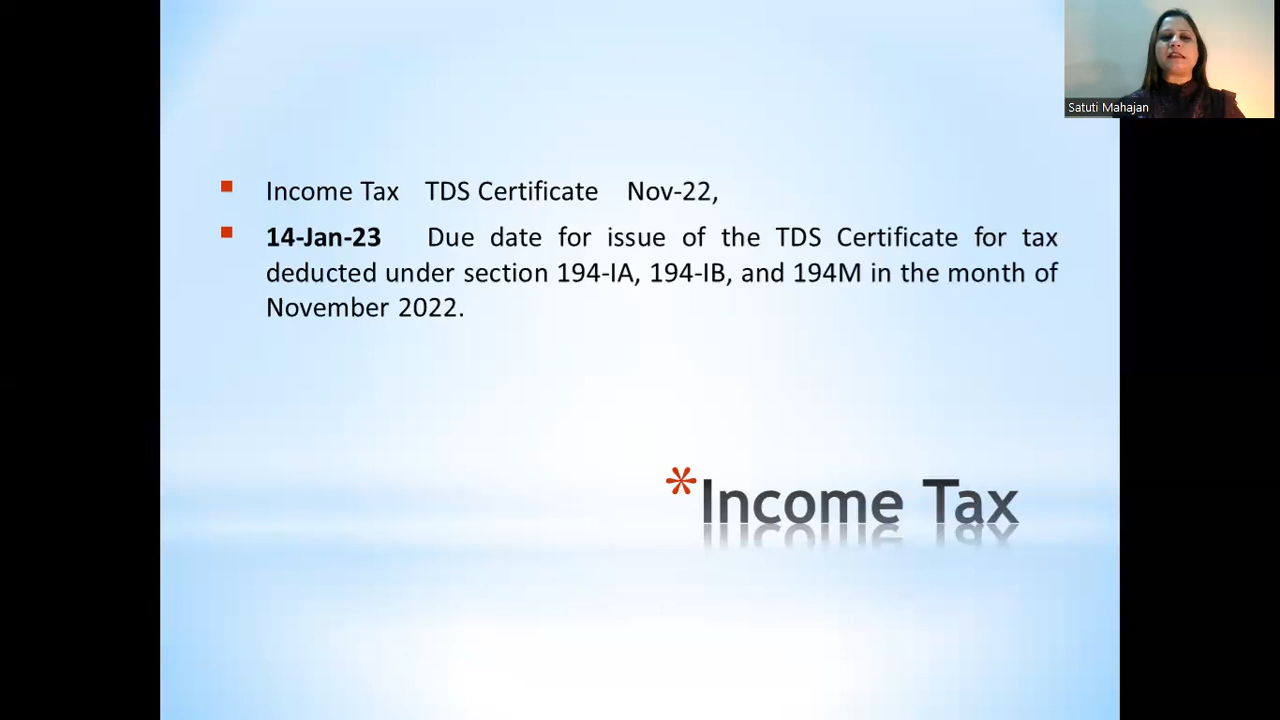 Satuti Mahajan
Income Tax TDS Certificate Nov-22,
14-Jan-23 Due date for issue of the TDS Certificate for tax
deducted under section 194-IA, 194-IB, and 194M in the month of
November 2022.
*Income Tax